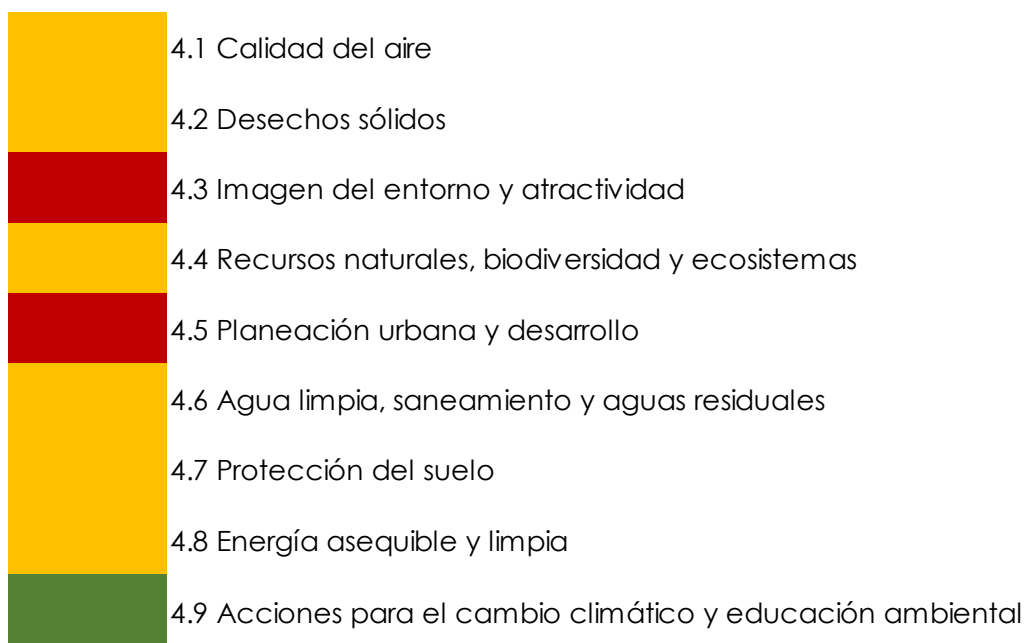 4.1 Calidad del aire
4.2 Desechos sólidos
4.3 Imagen del entorno y atractividad
4.4 Recursos naturales, biodiversidad y ecosistemas
4.5 Planeación urbana y desarrollo
4.6 Agua limpia, saneamiento y aguas residuales
4.7 Protección del suelo
4.8 Energía asequible y limpia
4.9 Acciones para el cambio climático y educación ambiental